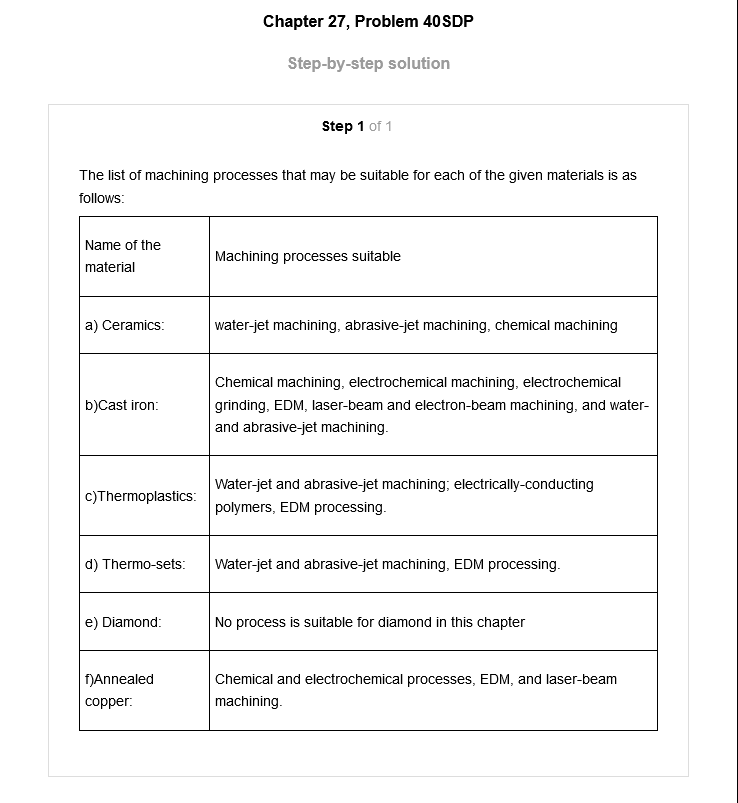 Chapter 27, Problem 40SDP
Step-by-step solution
Step 1 of 1
The list of machining processes that may be suitable for each of the given materials is as
follows:
Name of the
material
Machining processes suitable
a) Ceramics:
water-jet machining, abrasive-jet machining, chemical machining
b)Cast iron:
Chemical machining, electrochemical machining, electrochemical
grinding, EDM, laser-beam and electron-beam machining, and water-
and abrasive-jet machining.
c)Thermoplastics:
Water-jet and abrasive-jet machining; electrically-conducting
polymers, EDM processing.
d) Thermo-sets:
Water-jet and abrasive-jet machining, EDM processing.
e) Diamond:
No process is suitable for diamond in this chapter
f)Annealed
copper:
Chemical and electrochemical processes, EDM, and laser-beam
machining.